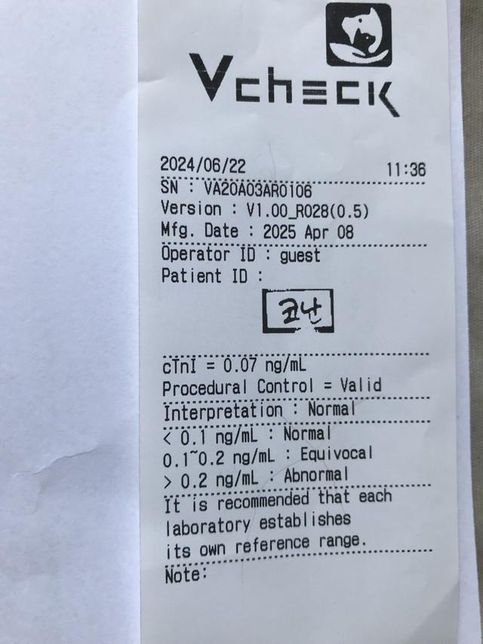 Vcheck
2024/06/22 11:36
SN : VA20A03AR0106
Version : V1.00_R028(0.5)
Mfg. Date : 2025 Apr 08
Operator ID : guest
Patient ID :
코난
cTnI = 0.07 ng/mL
Procedural Control = Valid
Interpretation : Normal
< 0.1 ng/mL : Normal
0.1~0.2 ng/mL : Equivocal
> 0.2 ng/mL : Abnormal
It is recommended that each
laboratory establishes
its own reference range.
Note: